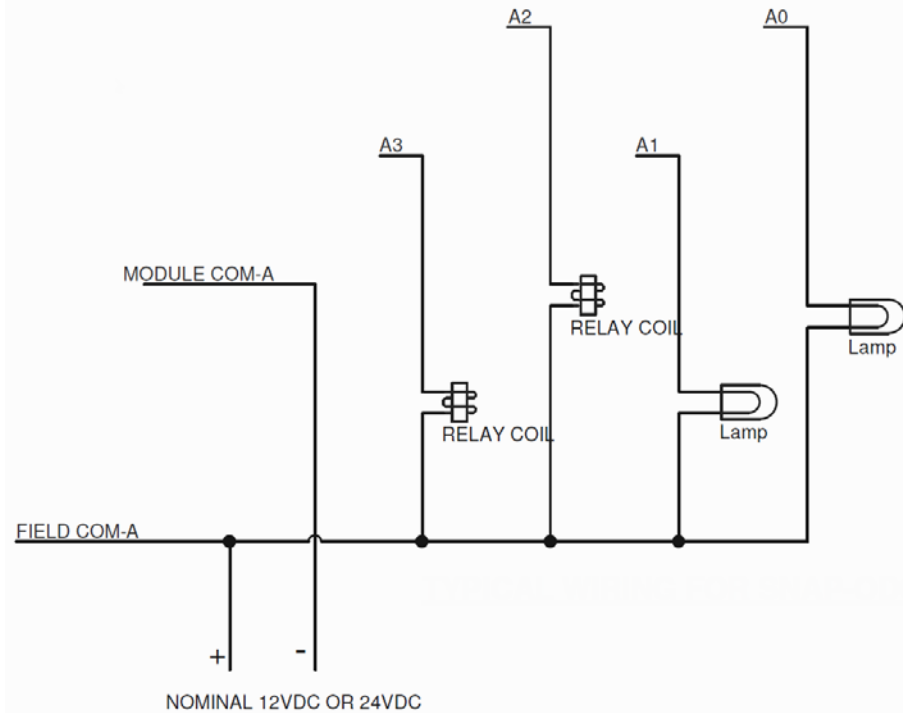 A2
A0
A3
A1
MODULE COM-A
RELAY COIL
Lamp
RELAY COIL
Lamp
FIELD COM-A
+
-
NOMINAL 12VDC OR 24VDC